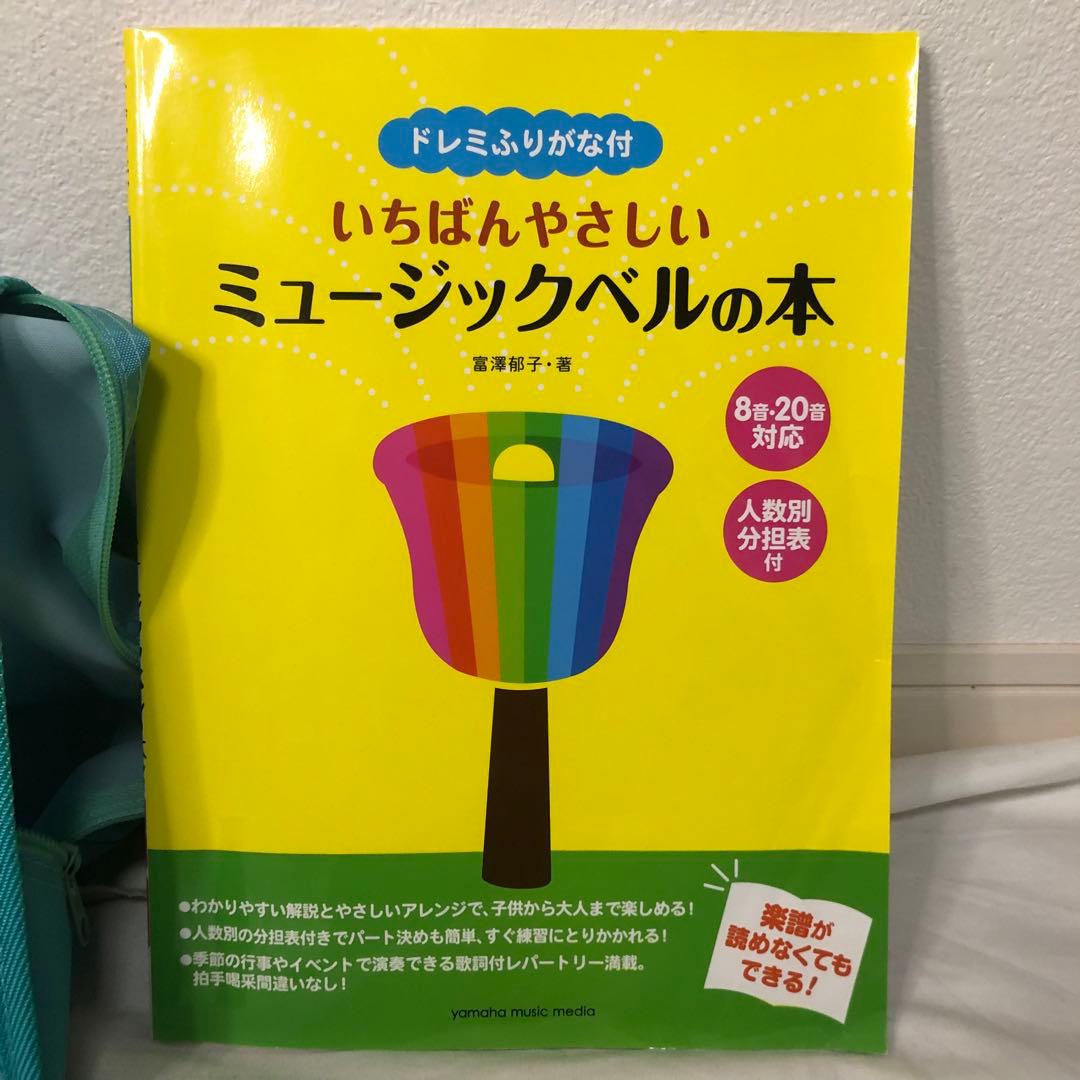 ドレミふりがな付
いちばんやさしい
ミュージックベルの本
富澤郁子・著
8音・20音
対応
人数別
分担表
付
●わかりやすい解説とやさしいアレンジで、子供から大人まで楽しめる！
●人数別の分担表付きでパート決めも簡単、すぐ練習にとりかかれる！
●季節の行事やイベントで演奏できる歌詞付レパートリー満載。
拍手喝采間違いなし！
楽譜が
読めなくても
できる！
yamaha music media